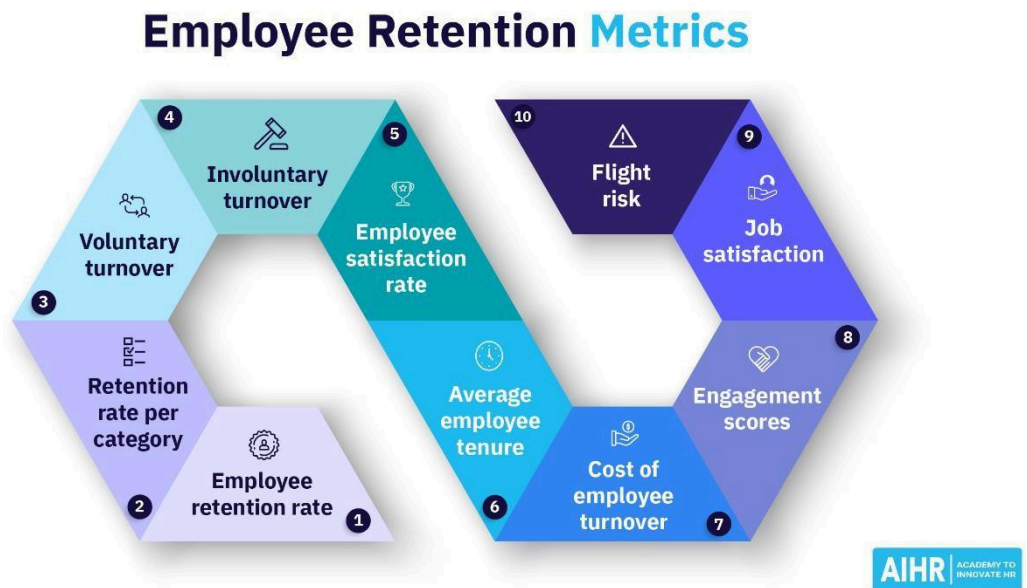 Employee Retention Metrics
1
Employee
retention rate
2
Retention
rate per
category
3
Voluntary
turnover
4
Involuntary
turnover
5
Employee
satisfaction
rate
6
Average
employee
tenure
7
Cost of
employee
turnover
8
Engagement
scores
9
Job
satisfaction
10
Flight
risk
AIHR
ACADEMY TO
INNOVATE HR